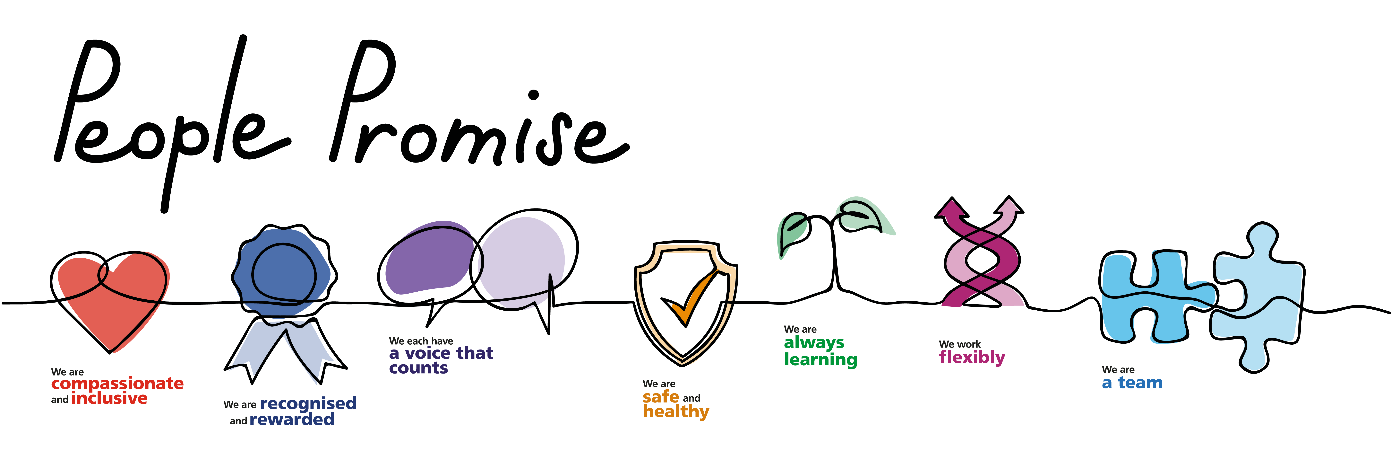 People Promise
We are
compassionate
and inclusive
We are recognised
and rewarded
We each have
a voice that
counts
We are
safe and
healthy
We are
always
learning
We work
flexibly
We are
a team